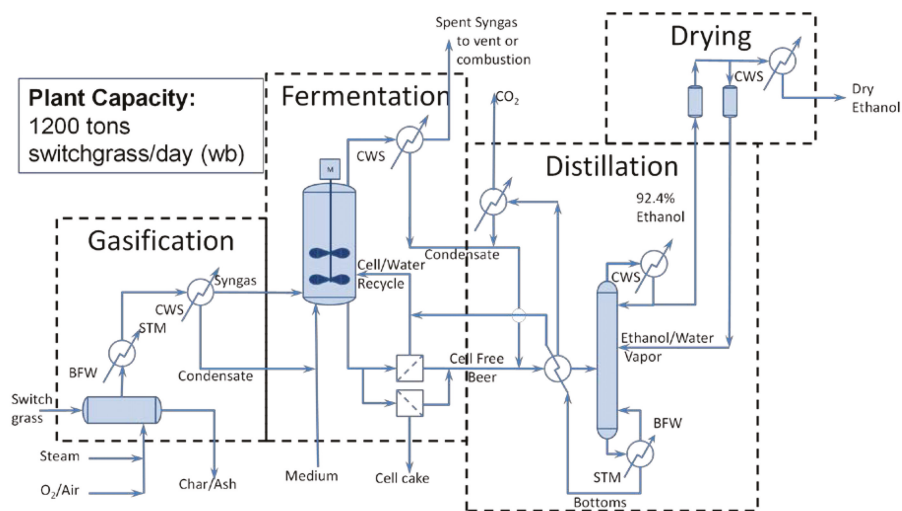 Plant Capacity:
1200 tons
switchgrass/day (wb)
Spent Syngas
to vent or
combustion
Drying
CWS
Dry
Ethanol
Fermentation
CWS
M
CO₂
Distillation
92.4%
Ethanol
Gasification
Syngas
CWS
STM
BFW
Condensate
Switch
grass
Steam
O₂/Air
Char/Ash
Cell/Water
Recycle
Condensate
Medium
Cell Free
Beer
Cell cake
CWS
Ethanol/Water
Vapor
BFW
STM
Bottoms